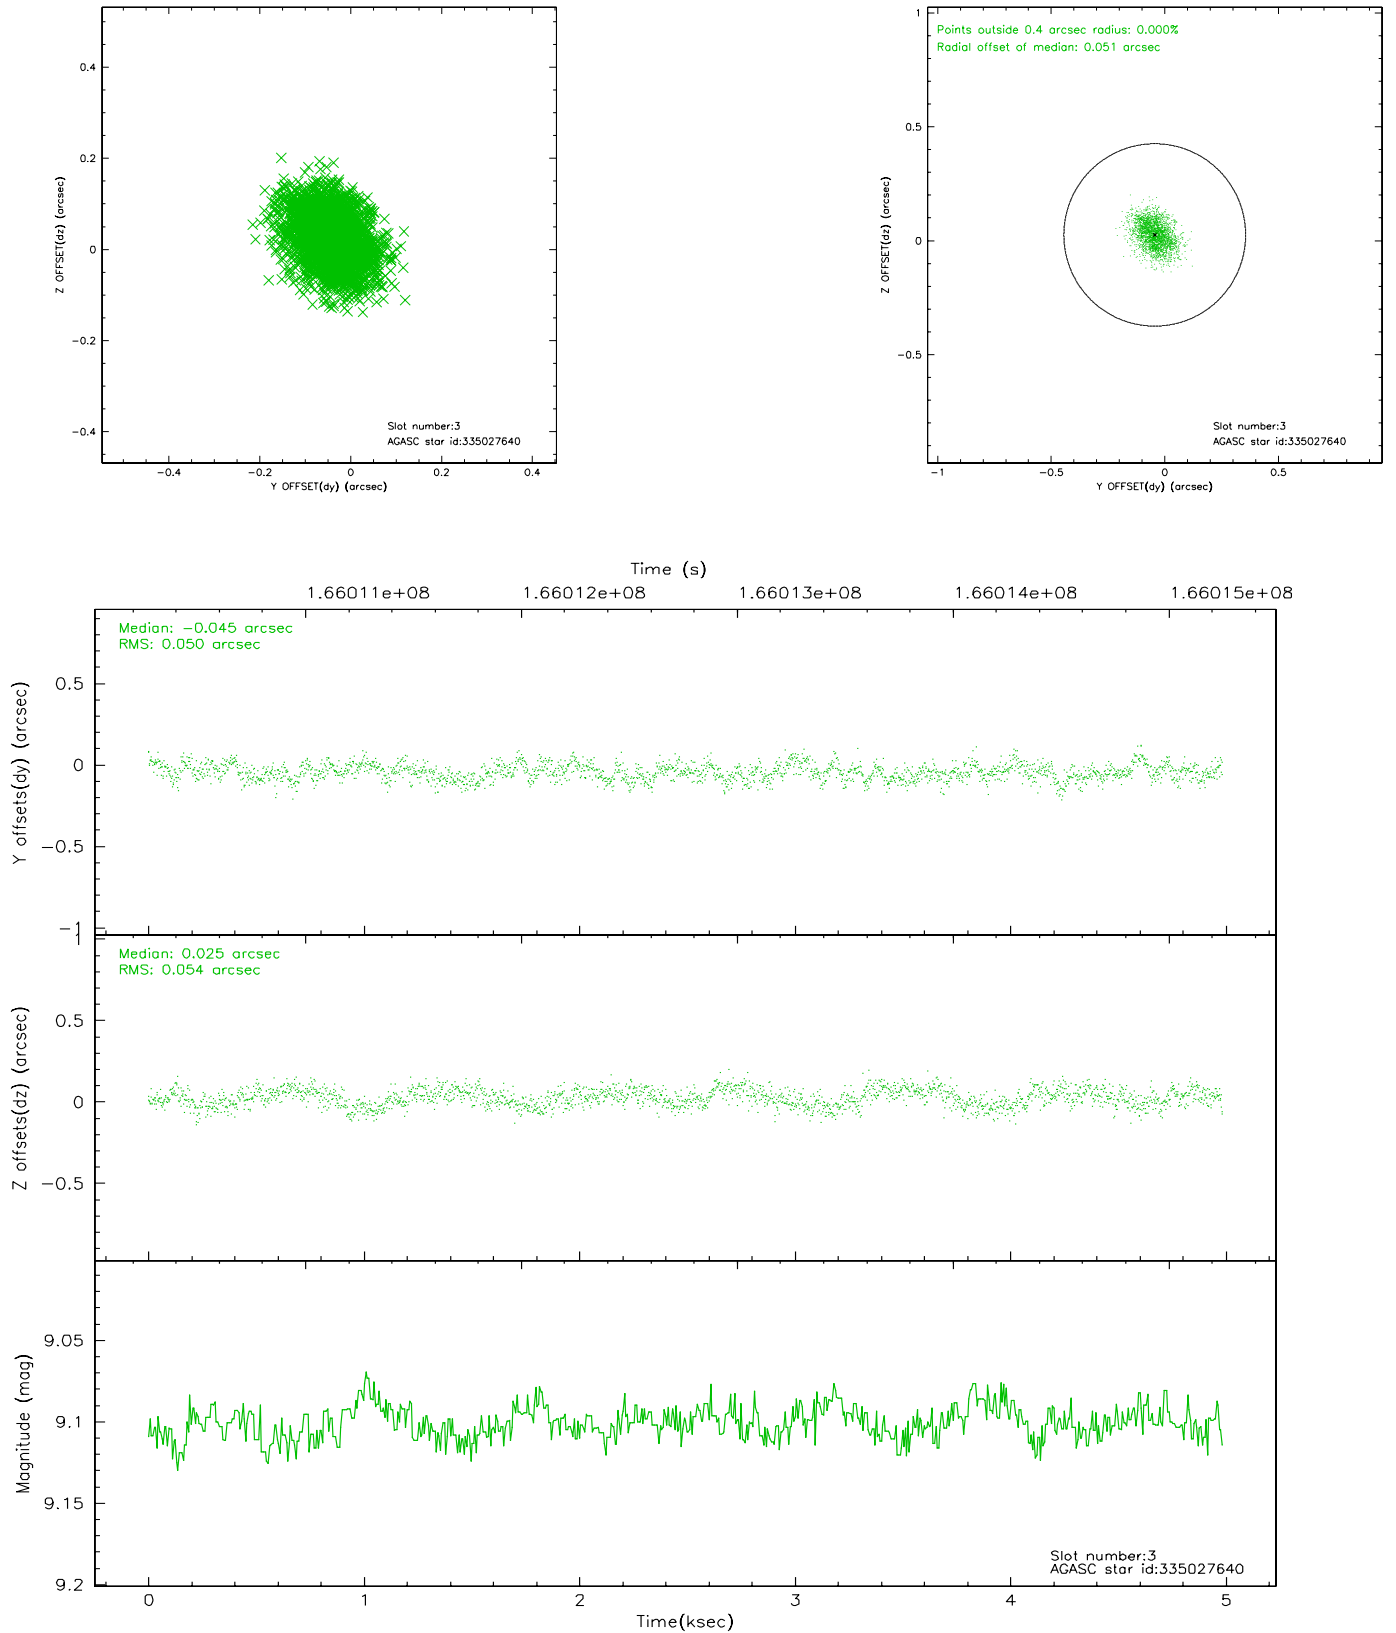 0.4
0.2
0
−0.2
−0.4
Z OFFSET(dz) (arcsec)
Slot number:3
AGASC star id:335027640
−0.4 −0.2 0 0.2 0.4
Y OFFSET(dy) (arcsec)
Points outside 0.4 arcsec radius: 0.000%
Radial offset of median: 0.051 arcsec
1
0.5
0
−0.5
Z OFFSET(dz) (arcsec)
Slot number:3
AGASC star id:335027640
−1 −0.5 0 0.5
Y OFFSET(dy) (arcsec)
Time (s)
1.66011e+08 1.66012e+08 1.66013e+08 1.66014e+08 1.66015e+08
Median: −0.045 arcsec
RMS: 0.050 arcsec
0.5
0
−0.5
−1
Y offsets(dy) (arcsec)
Median: 0.025 arcsec
RMS: 0.054 arcsec
1
0.5
0
−0.5
Z offsets(dz) (arcsec)
9.05
9.1
9.15
9.2
Magnitude (mag)
Slot number:3
AGASC star id:335027640
0 1 2 3 4 5
Time(ksec)